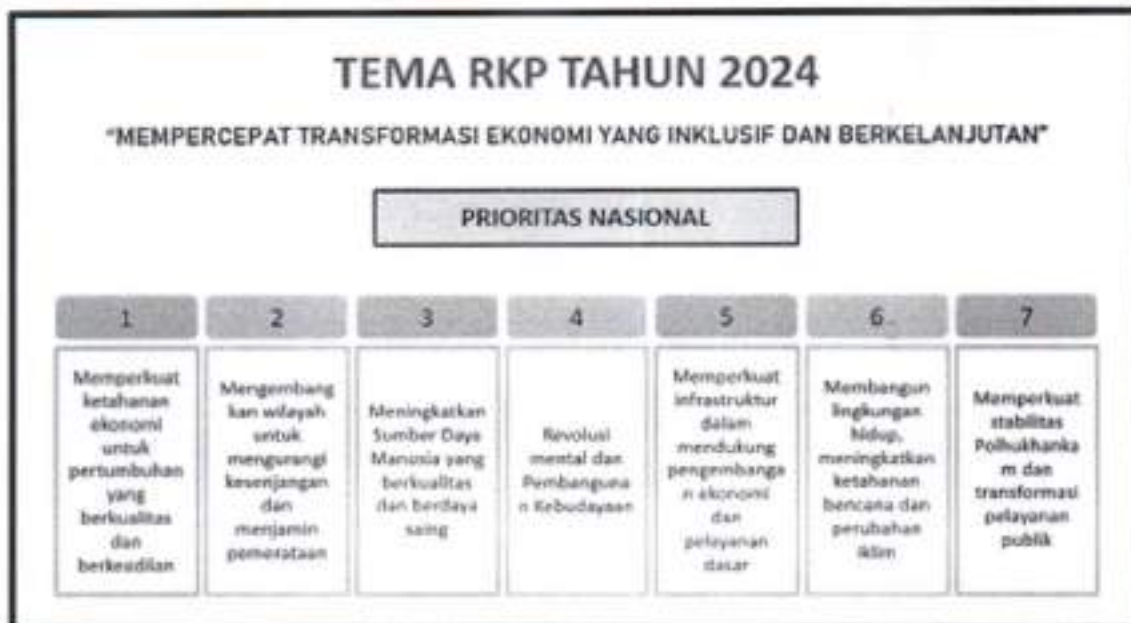 TEMA RKP TAHUN 2024
"MEMPERCEPAT TRANSFORMASI EKONOMI YANG INKLUSIF DAN BERKELANJUTAN"
PRIORITAS NASIONAL
1
Memperkuat
ketahanan
ekonomi
untuk
pertumbuhan
yang
berkualitas
dan
berkeadilan
2
Mengembang
kan wilayah
untuk
mengurangi
kesenjangan
dan
menjamin
pemerataan
3
Meningkatkan
Sumber Daya
Manusia yang
berkualitas
dan berdaya
saing
4
Revolusi
mental dan
Pembanguna
n Kebudayaan
5
Memperkuat
infrastruktur
dalam
mendukung
pengembanga
n ekonomi
dan
pelayanan
dasar
6
Membangun
lingkungan
hidup,
meningkatkan
ketahanan
bencana dan
perubahan
iklim
7
Memperkuat
stabilitas
Polhukhanka
m dan
transformasi
pelayanan
publik